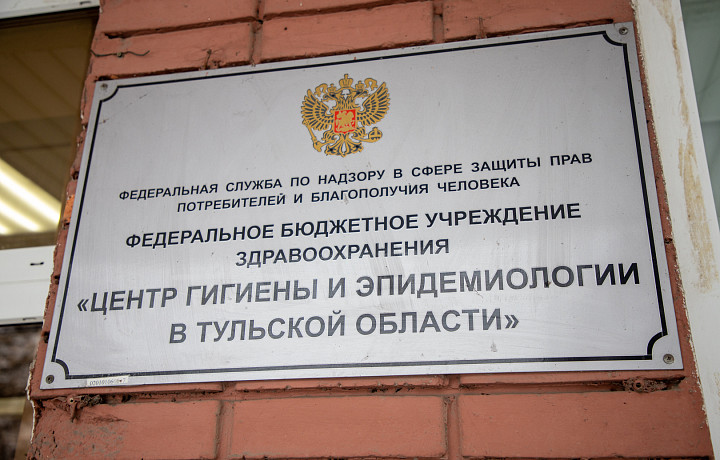 ФЕДЕРАЛЬНАЯ СЛУЖБА ПО НАДЗОРУ В СФЕРЕ ЗАЩИТЫ ПРАВ
ПОТРЕБИТЕЛЕЙ И БЛАГОПОЛУЧИЯ ЧЕЛОВЕКА
ФЕДЕРАЛЬНОЕ БЮДЖЕТНОЕ УЧРЕЖДЕНИЕ
ЗДРАВООХРАНЕНИЯ
«ЦЕНТР ГИГИЕНЫ И ЭПИДЕМИОЛОГИИ
В ТУЛЬСКОЙ ОБЛАСТИ»